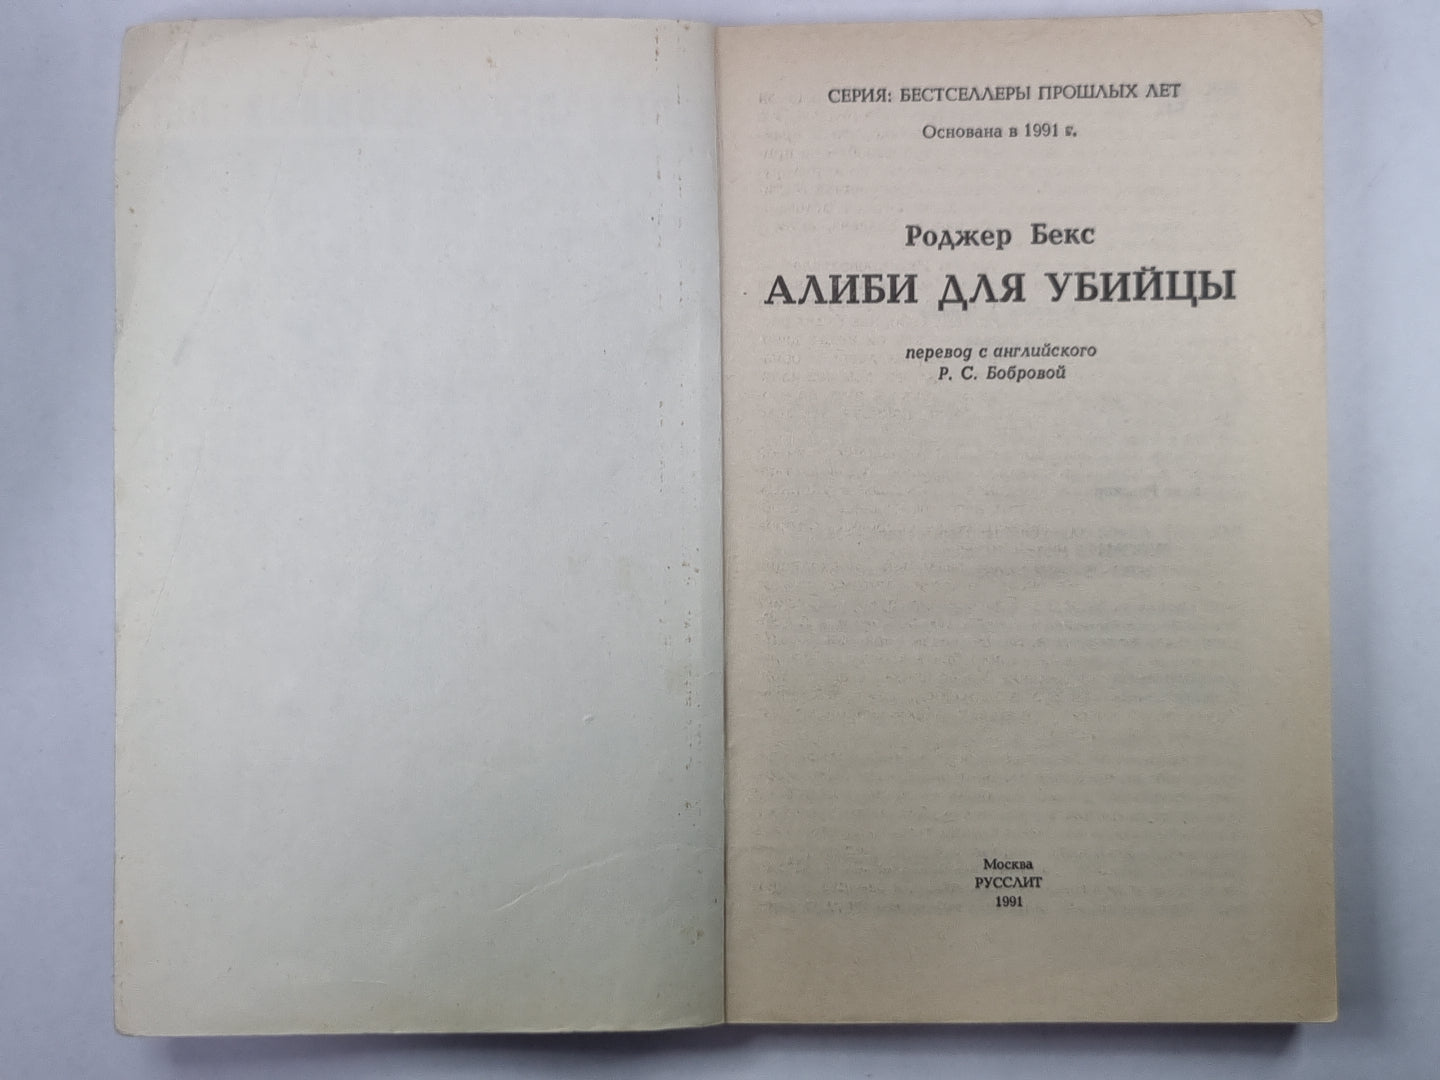 СЕРИЯ: БЕСТСЕЛЛЕРЫ ПРОШЛЫХ ЛЕТ
Основана в 1991 г.
Роджер Бекс
АЛИБИ ДЛЯ УБИЙЦЫ
перевод с английского
Р. С. Бобровой
Москва
РУССЛИТ
1991